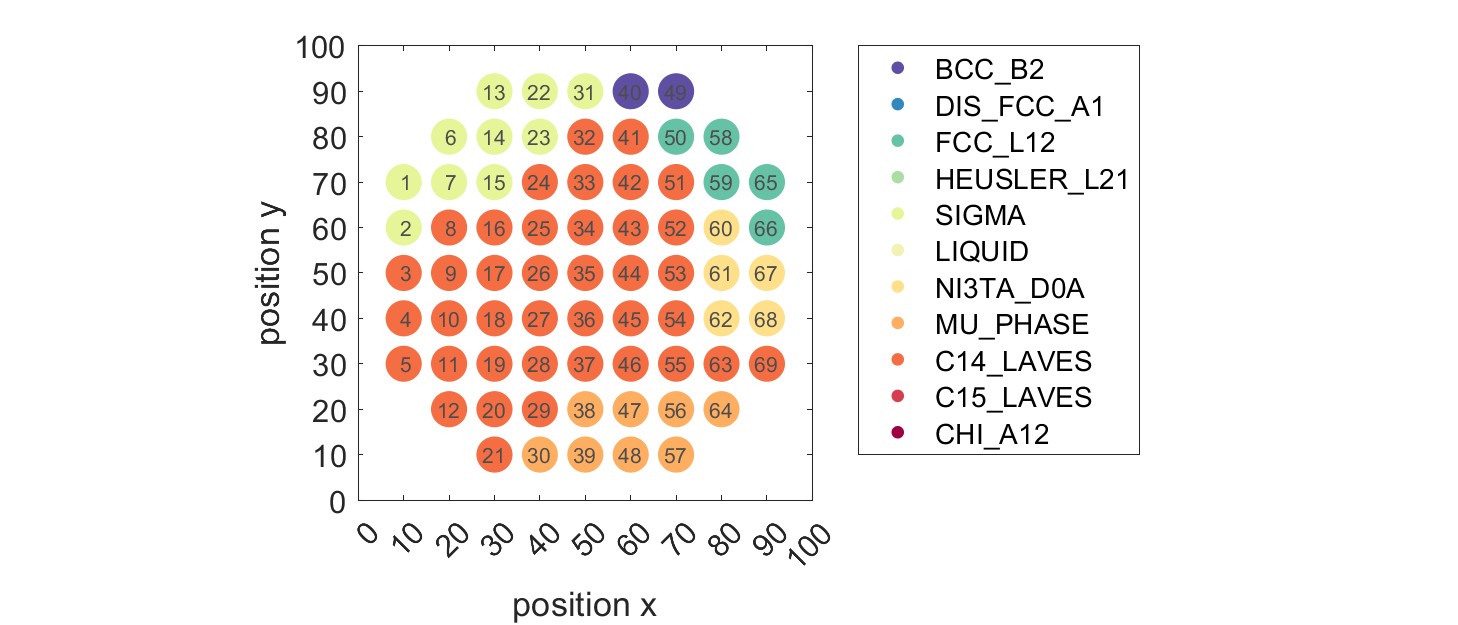 100
90
80
70
60
50
40
30
20
10
0
position y
13 22 31 40 49
6 14 23 32 41 50 58
1 7 15 24 33 42 51 59 65
2 8 16 25 34 43 52 60 66
3 9 17 26 35 44 53 61 67
4 10 18 27 36 45 54 62 68
5 11 19 28 37 46 55 63 69
12 20 29 38 47 56 64
21 30 39 48 57
0 10 20 30 40 50 60 70 80 90 100
position x
BCC_B2
DIS_FCC_A1
FCC_L12
HEUSLER_L21
SIGMA
LIQUID
NI3TA_D0A
MU_PHASE
C14_LAVES
C15_LAVES
CHI_A12